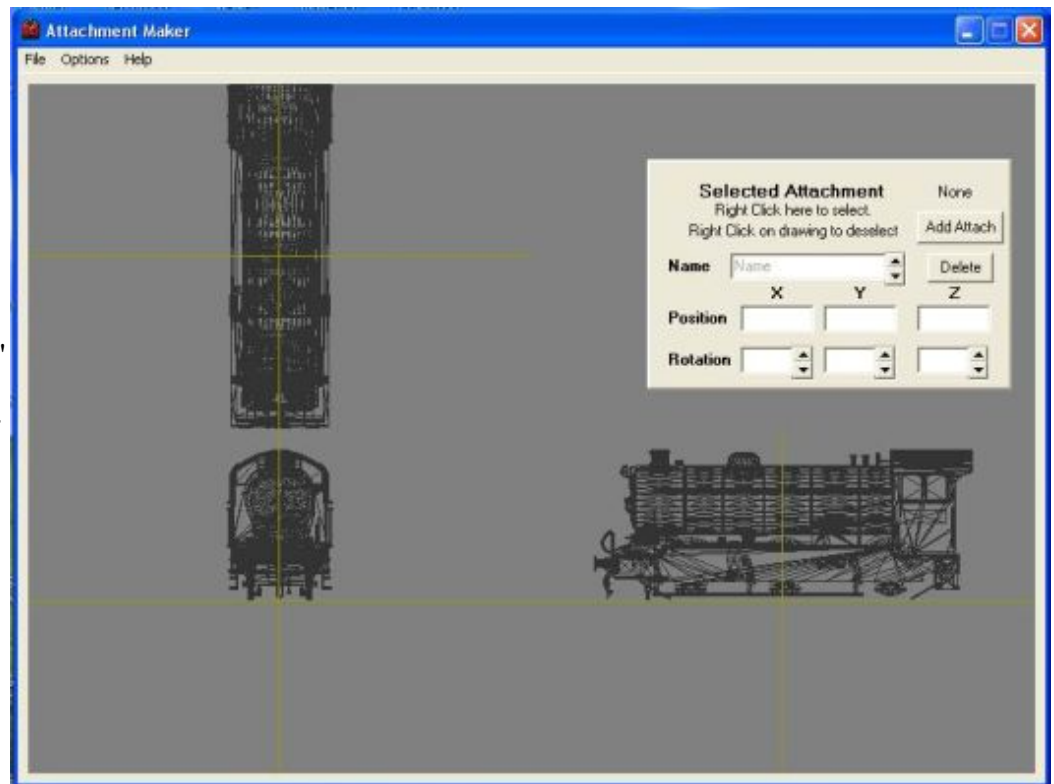 Attachment Maker
File Options Help
Selected Attachment None
Right Click here to select.
Right Click on drawing to deselect
Add Attach
Name Name Delete
X Y Z
Position
Rotation